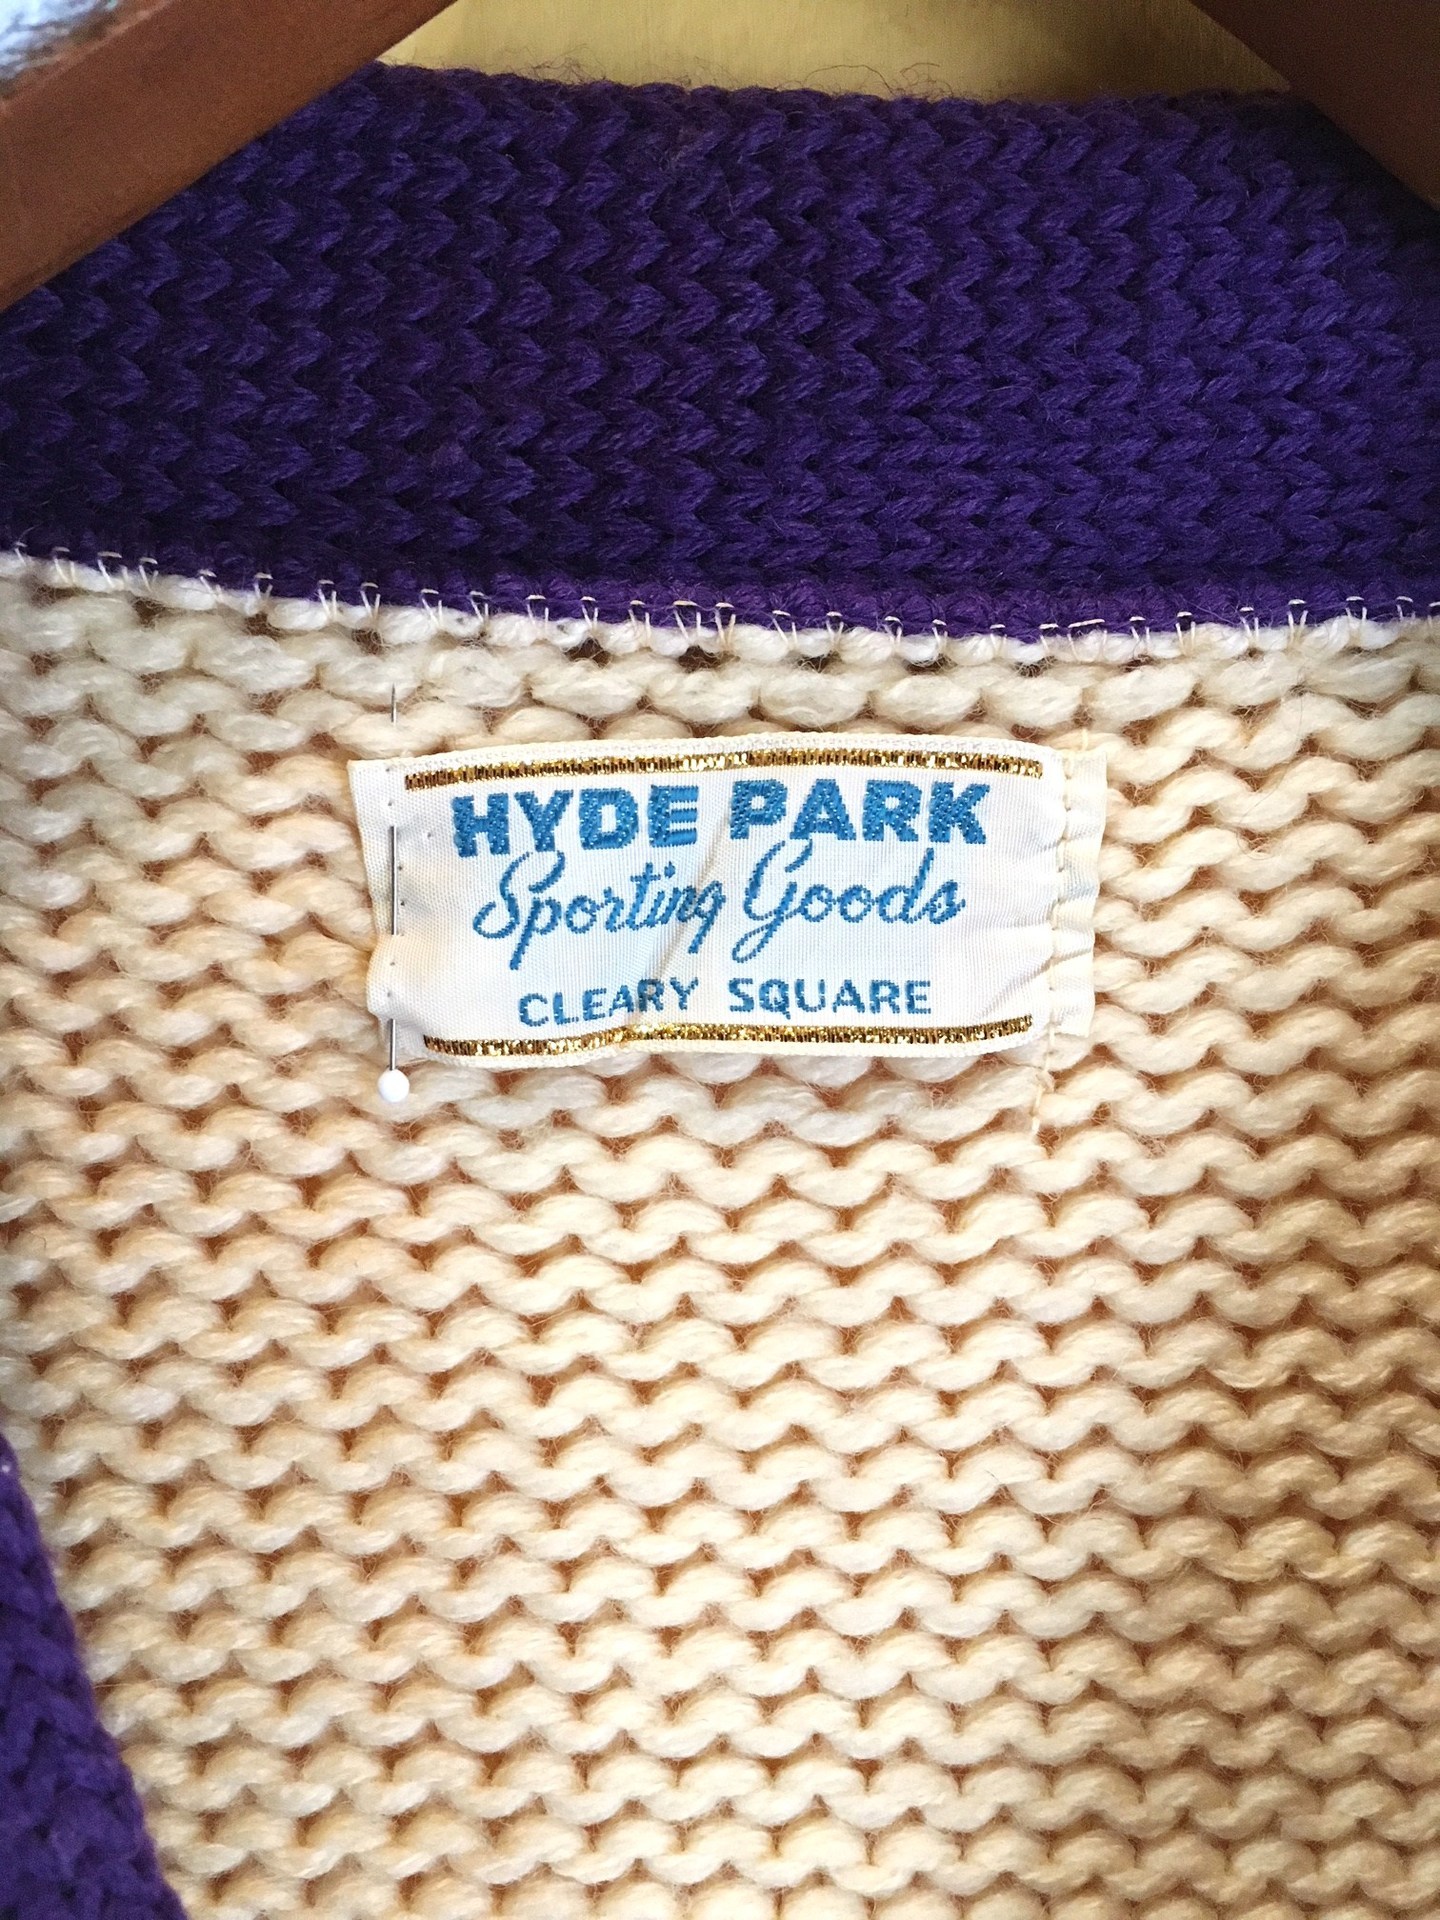 HYDE PARK
Sporting Goods
CLEARY SQUARE